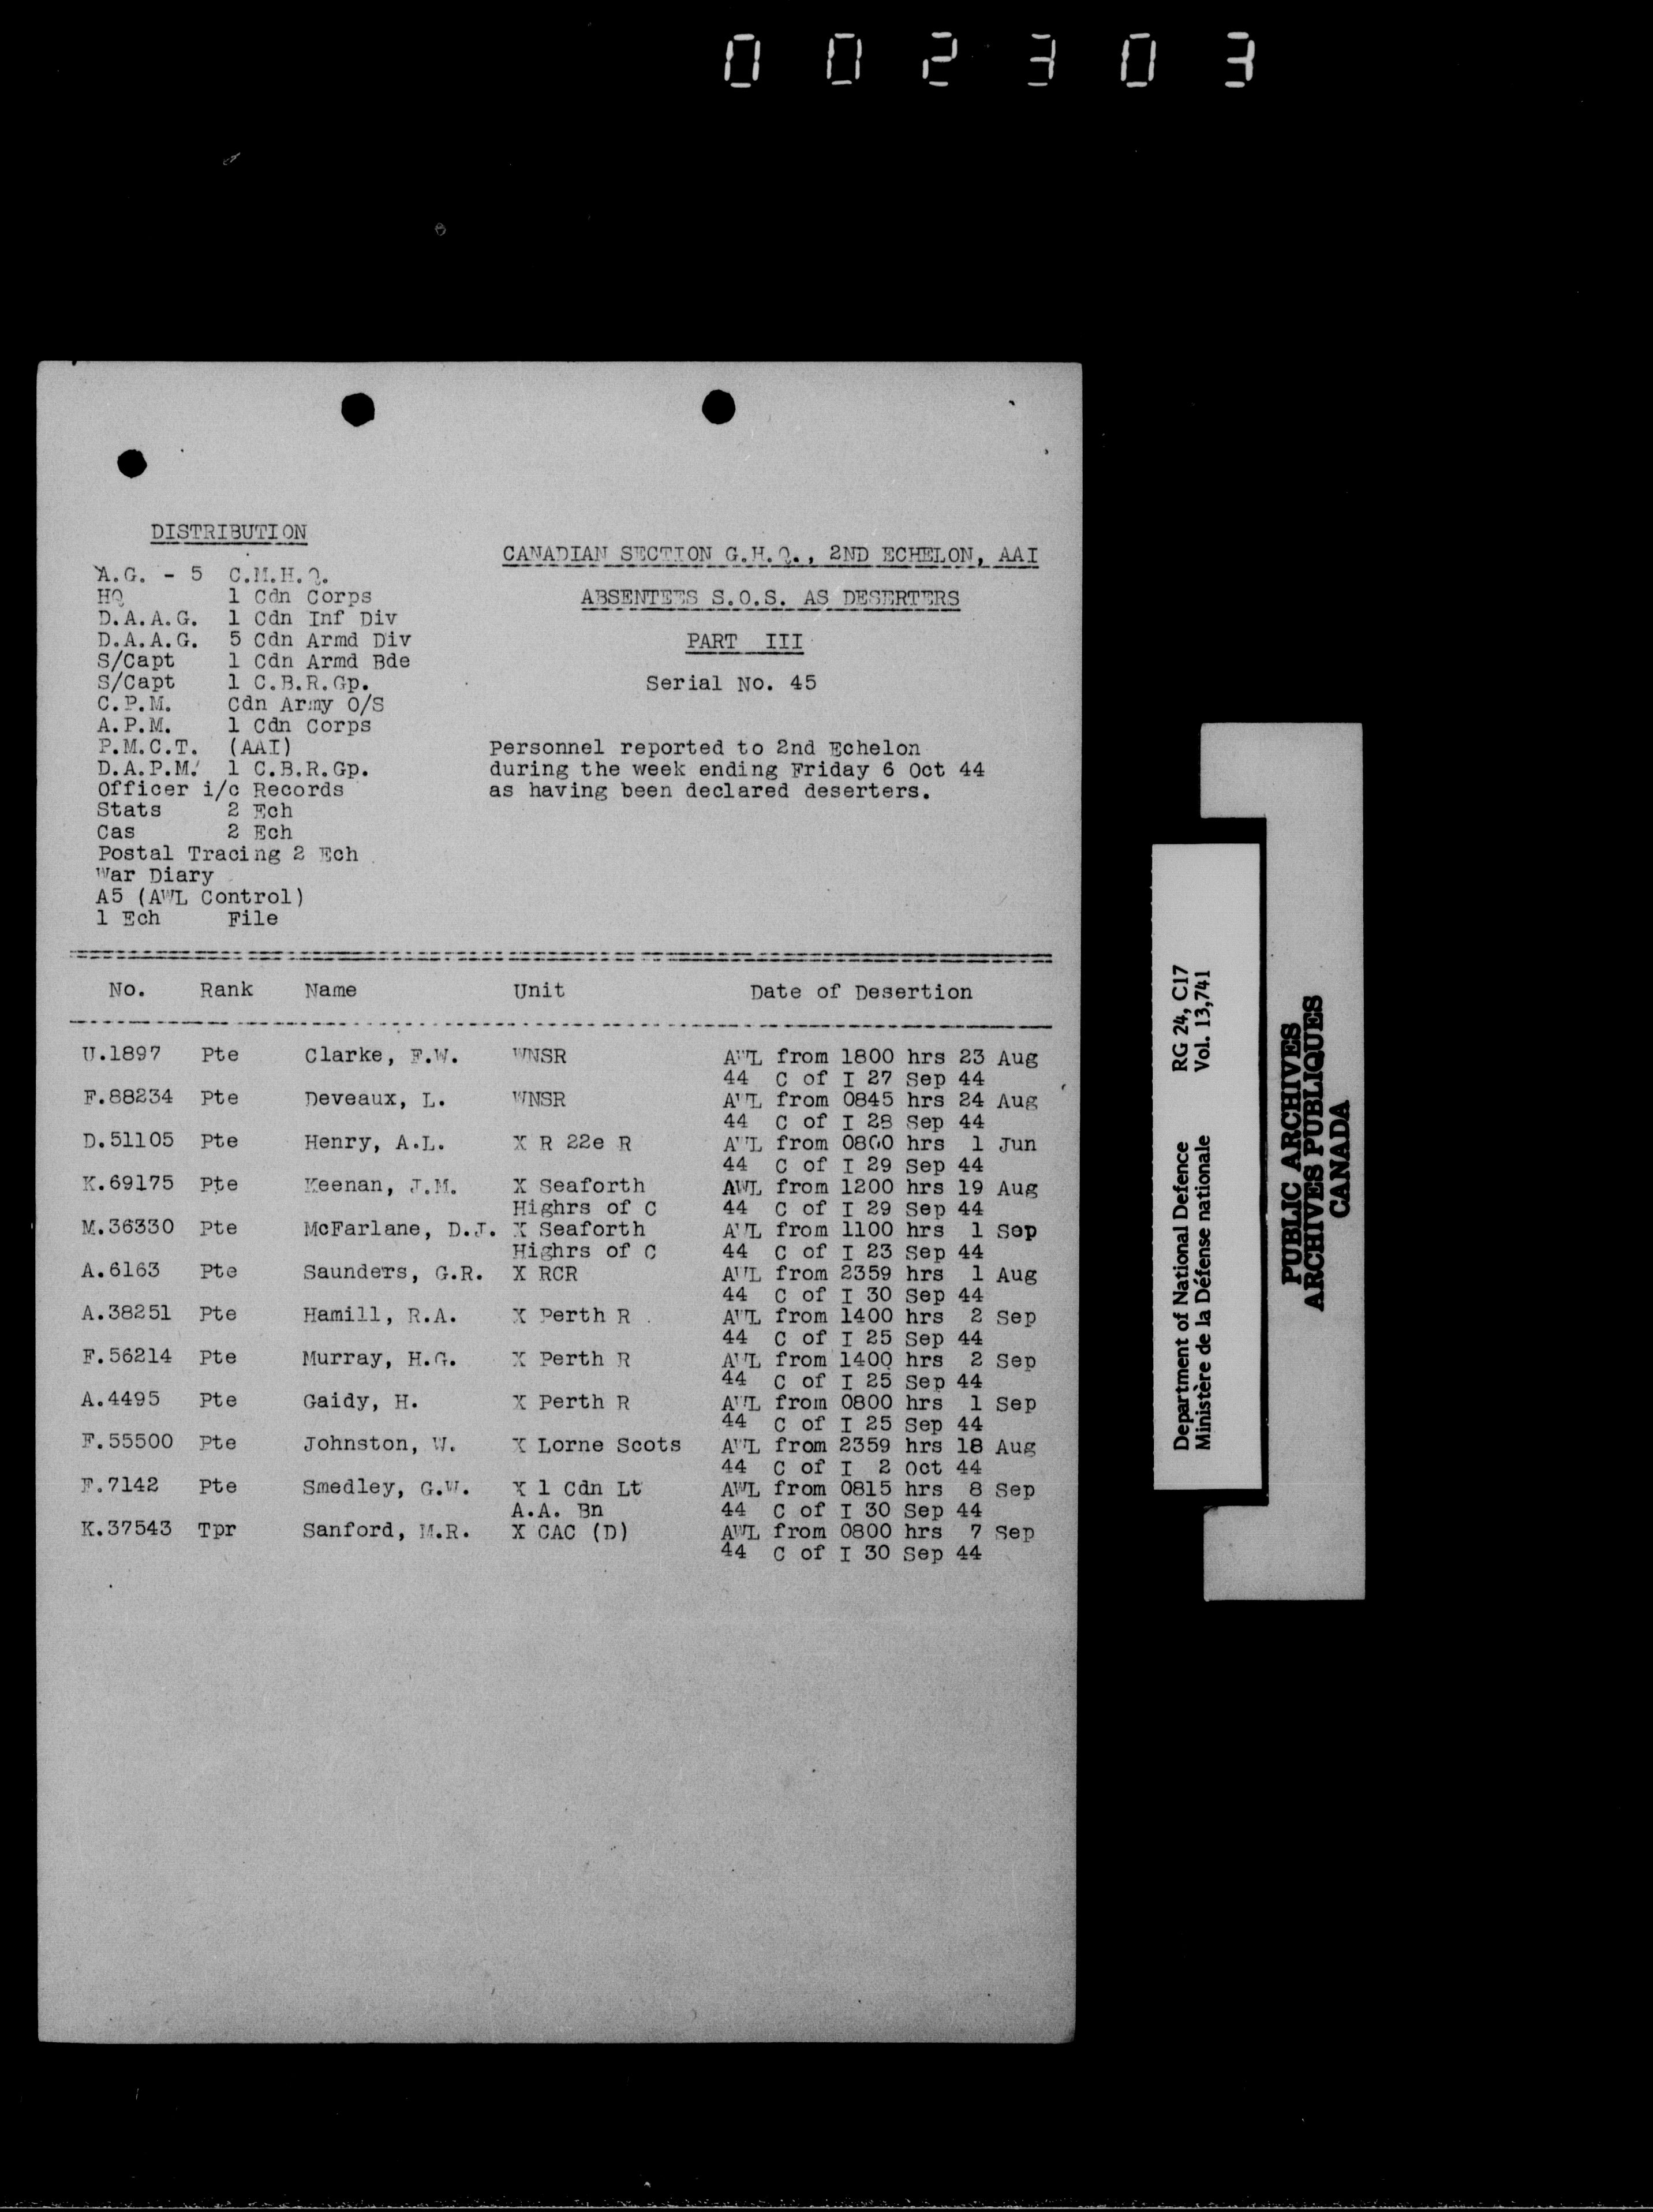 002303
DISTRIBUTION
A.G. - 5 C.M.H.Q.
HQ 1 Cdn Corps
D.A.A.G. 1 Cdn Inf Div
D.A.A.G. 5 Cdn Armd Div
S/Capt 1 Cdn Armd Bde
S/Capt 1 C.B.R.Gp.
C.P.M. Cdn Army O/S
A.P.M. 1 Cdn Corps
P.M.C.T. (AAI)
D.A.P.M. 1 C.B.R.Gp.
Officer i/c Records
Stats 2 Ech
Cas 2 Ech
Postal Tracing 2 Ech
War Diary
A5 (AWL Control)
1 Ech File
CANADIAN SECTION G.H.Q., 2ND ECHELON, AAI
ABSENTEES S.O.S. AS DESERTERS
PART III
Serial No. 45
Personnel reported to 2nd Echelon
during the week ending Friday 6 Oct 44
as having been declared deserters.
No. Rank Name Unit Date of Desertion
U.1897 Pte Clarke, F.W. WNSR AWL from 1800 hrs 23 Aug
44 C of I 27 Sep 44
F.88234 Pte Deveaux, L. WNSR AWL from 0845 hrs 24 Aug
44 C of I 28 Sep 44
D.51105 Pte Henry, A.L. X R 22e R AWL from 0800 hrs 1 Jun
44 C of I 29 Sep 44
K.69175 Pte Keenan, J.M. X Seaforth AWL from 1200 hrs 19 Aug
Highrs of C 44 C of I 29 Sep 44
M.36330 Pte McFarlane, D.J. X Seaforth AWL from 1100 hrs 1 Sep
Highrs of C 44 C of I 23 Sep 44
A.6163 Pte Saunders, G.R. X RCR AWL from 2359 hrs 1 Aug
44 C of I 30 Sep 44
A.38251 Pte Hamill, R.A. X Perth R AWL from 1400 hrs 2 Sep
44 C of I 25 Sep 44
F.56214 Pte Murray, H.G. X Perth R AWL from 1400 hrs 2 Sep
44 C of I 25 Sep 44
A.4495 Pte Gaidy, H. X Perth R AWL from 0800 hrs 1 Sep
44 C of I 25 Sep 44
F.55500 Pte Johnston, W. X Lorne Scots AWL from 2359 hrs 18 Aug
44 C of I 2 Oct 44
F.7142 Pte Smedley, G.W. X 1 Cdn Lt AWL from 0815 hrs 8 Sep
A.A. Bn 44 C of I 30 Sep 44
K.37543 Tpr Sanford, M.R. X CAC (D) AWL from 0800 hrs 7 Sep
44 C of I 30 Sep 44
Department of National Defence RG 24, C17
Ministère de la Défense nationale Vol. 13,741
PUBLIC ARCHIVES
ARCHIVES PUBLIQUES
CANADA